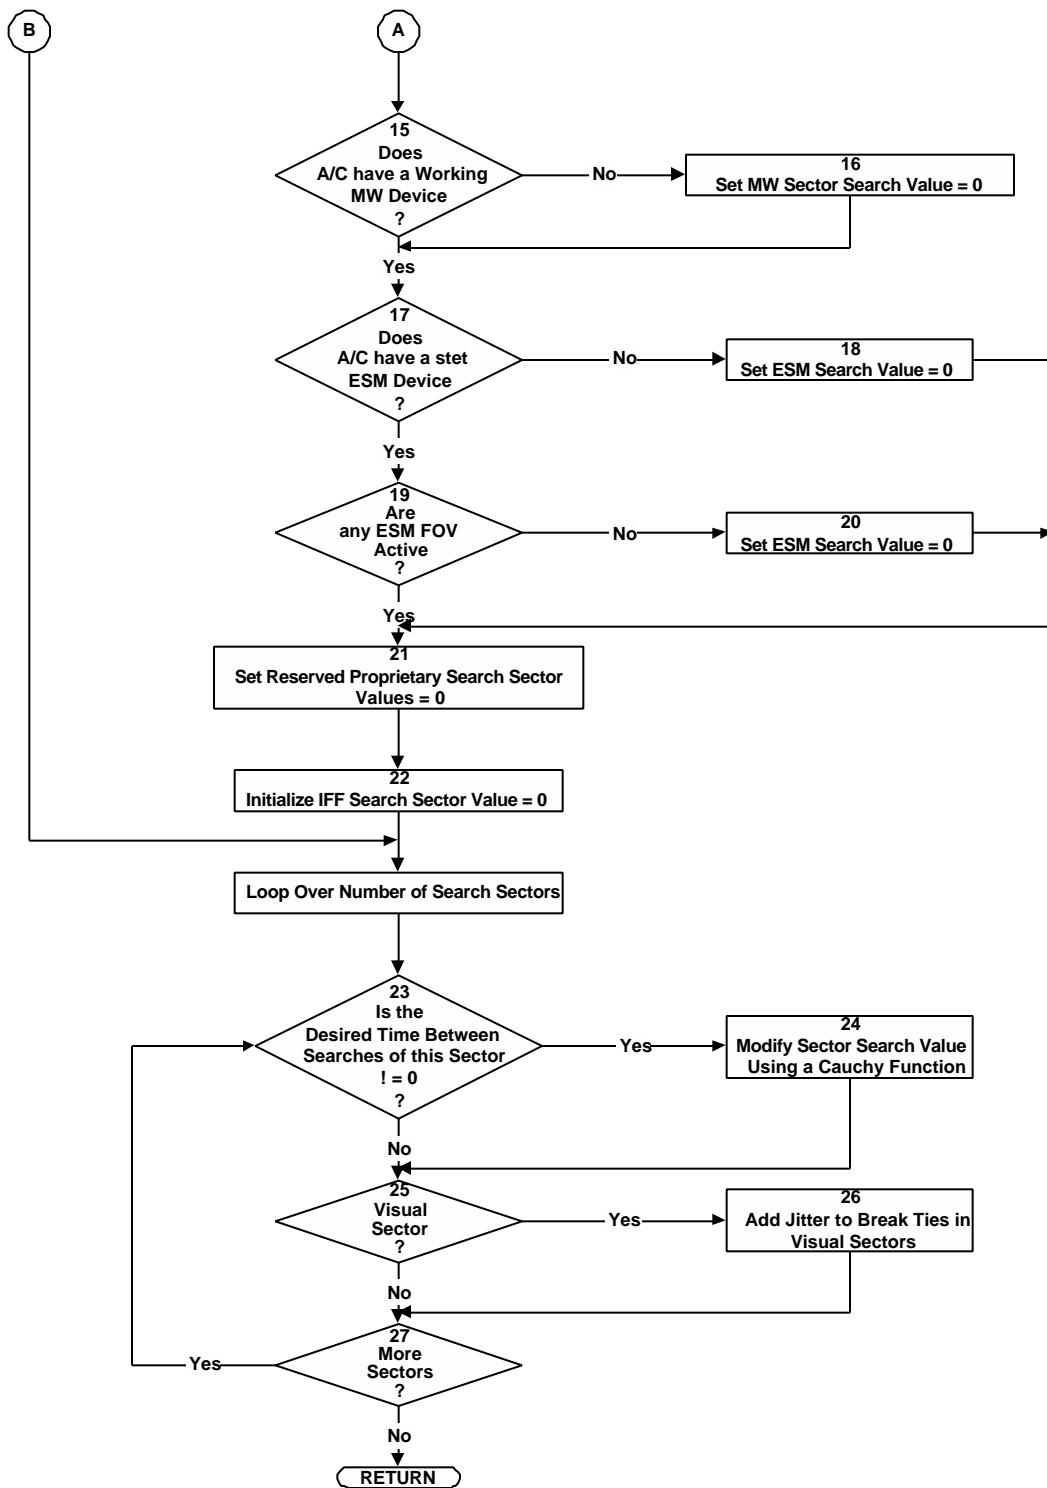 B
A
15
Does
A/C have a Working
MW Device
?
No
16
Set MW Sector Search Value = 0
Yes
17
Does
A/C have a stet
ESM Device
?
No
18
Set ESM Search Value = 0
Yes
19
Are
any ESM FOV
Active
?
No
20
Set ESM Search Value = 0
Yes
21
Set Reserved Proprietary Search Sector
Values = 0
22
Initialize IFF Search Sector Value = 0
Loop Over Number of Search Sectors
23
Is the
Desired Time Between
Searches of this Sector
! = 0
?
Yes
24
Modify Sector Search Value
Using a Cauchy Function
No
25
Visual
Sector
?
Yes
26
Add Jitter to Break Ties in
Visual Sectors
No
27
More
Sectors
?
Yes
No
RETURN